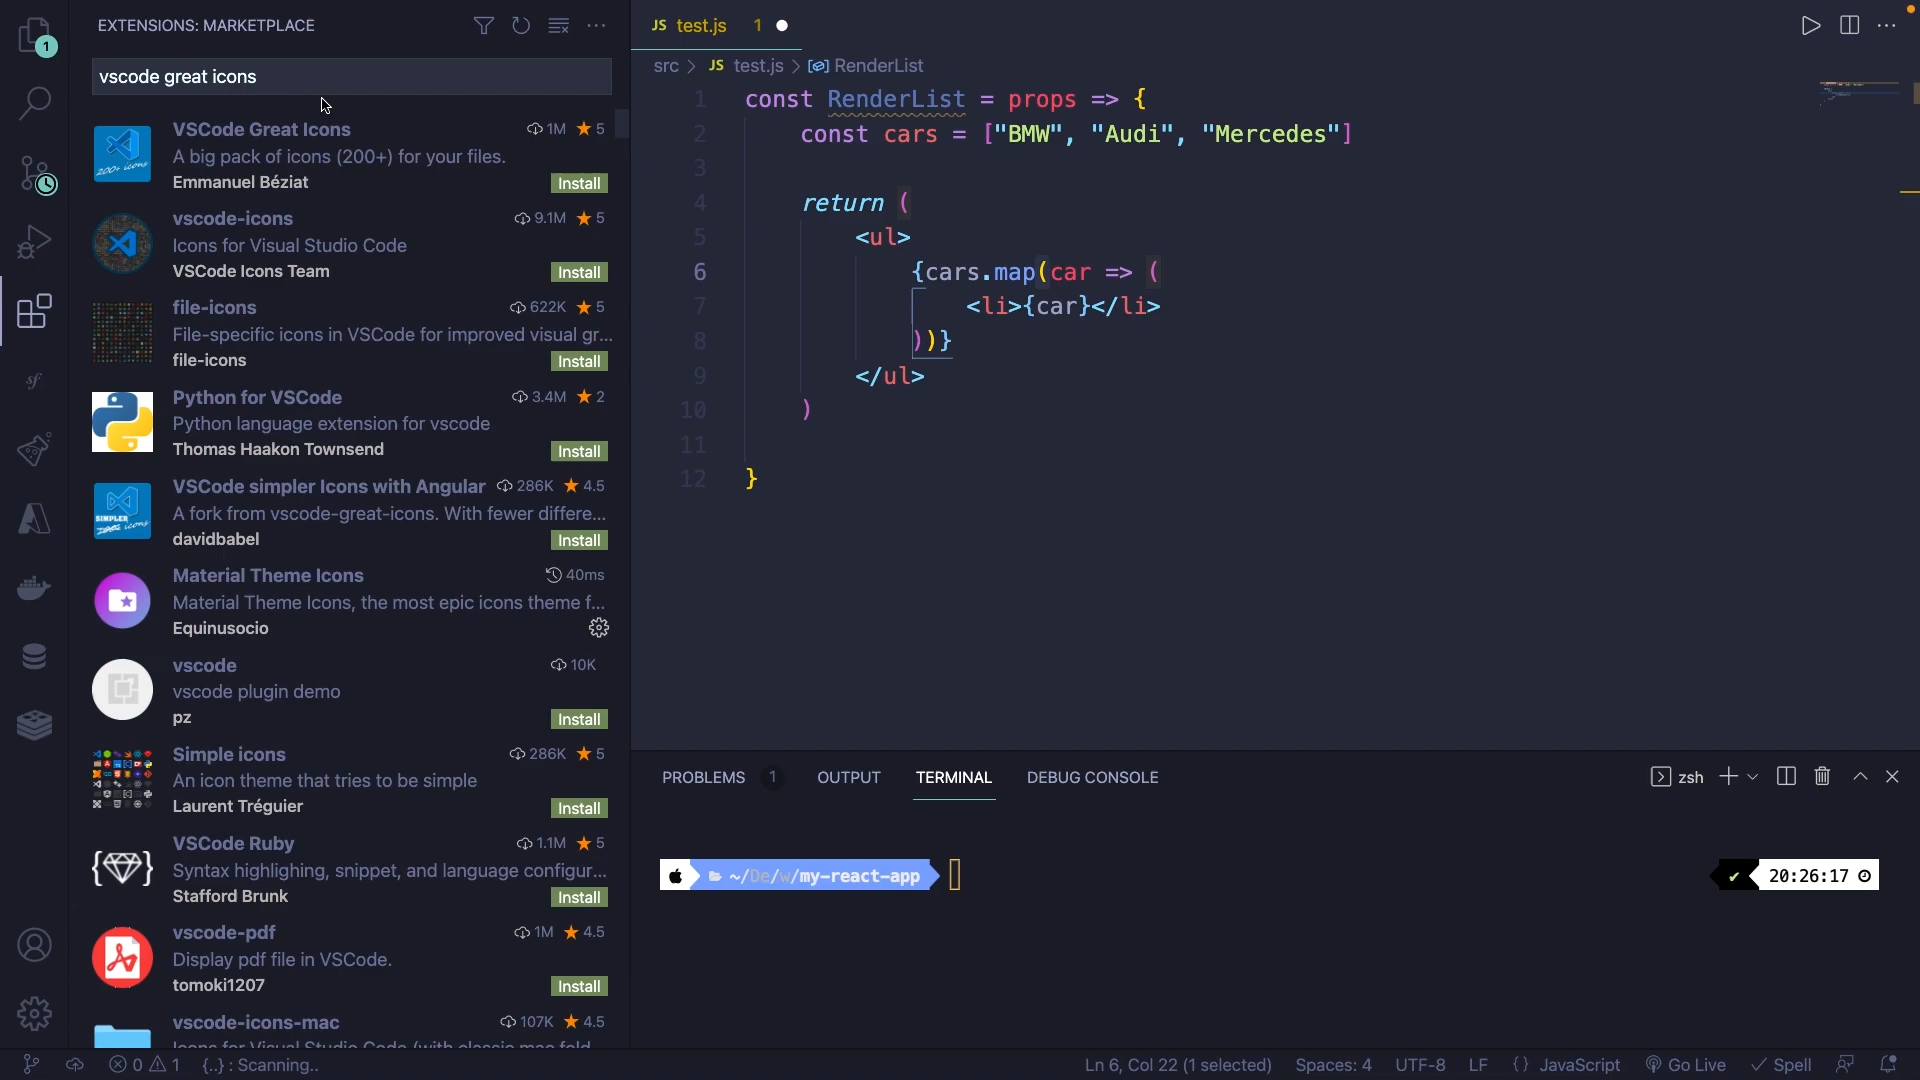 EXTENSIONS: MARKETPLACE
vscode great icons
VSCode Great Icons 1M 5
A big pack of icons (200+) for your files.
Emmanuel Béziat Install
vscode-icons 9.1M 5
Icons for Visual Studio Code
VSCode Icons Team Install
file-icons 622K 5
File-specific icons in VSCode for improved visual gr...
file-icons Install
Python for VSCode 3.4M 2
Python language extension for vscode
Thomas Haakon Townsend Install
VSCode simpler Icons with Angular 286K 4.5
A fork from vscode-great-icons. With fewer differe...
davidbabel Install
Material Theme Icons 40ms
Material Theme Icons, the most epic icons theme f...
Equinusocio
vscode 10K
vscode plugin demo
pz Install
Simple icons 286K 5
An icon theme that tries to be simple
Laurent Tréguier Install
VSCode Ruby 1.1M 5
Syntax highlighing, snippet, and language configur...
Stafford Brunk Install
vscode-pdf 1M 4.5
Display pdf file in VSCode.
tomoki1207 Install
vscode-icons-mac 107K 4.5
Icons for Visual Studio Code (with classic mac fold
1
200+ icons
SIMPLER
JS test.js 1
src > JS test.js > RenderList
1 const RenderList = props => {
2 const cars = ["BMW", "Audi", "Mercedes"]
3
4 return (
5 <ul>
6 {cars.map(car => (
7 <li>{car}</li>
8 ))}
9 </ul>
10 )
11
12 }
PROBLEMS 1 OUTPUT TERMINAL DEBUG CONSOLE zsh
~/De/w/my-react-app 20:26:17
0 1 {..} : Scanning.. Ln 6, Col 22 (1 selected) Spaces: 4 UTF-8 LF {} JavaScript Go Live Spell